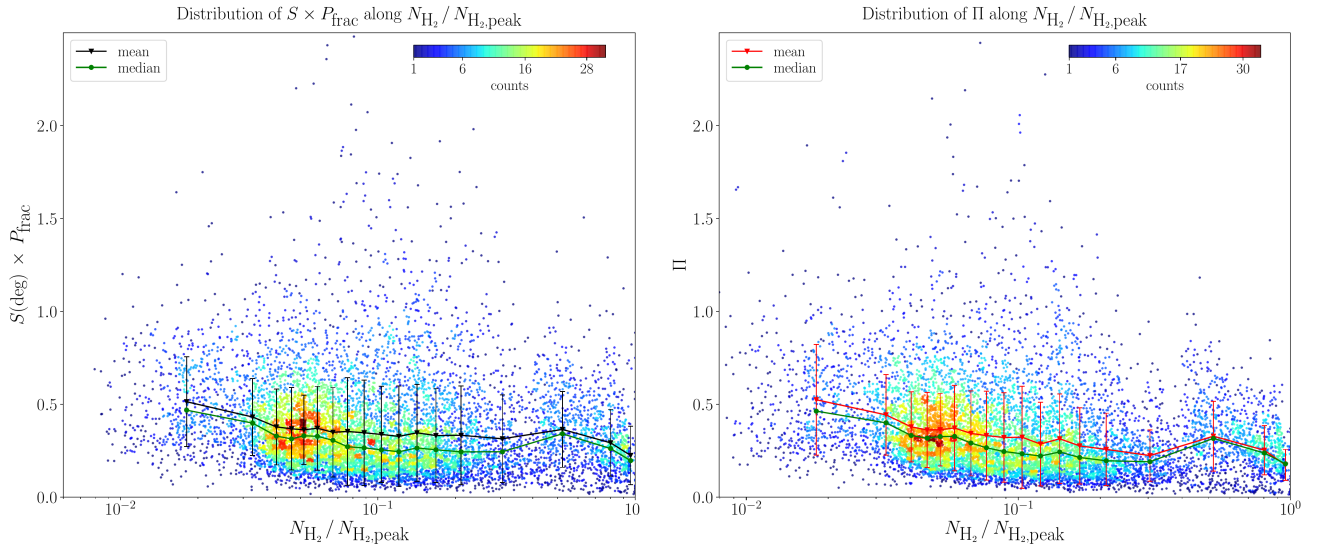 Distribution of S × P_frac along N_H₂ / N_H₂,peak
mean
median
1 6 16 28
counts
2.0
1.5
1.0
0.5
0.0
S(deg) × P_frac
10⁻² 10⁻¹ 10
N_H₂ / N_H₂,peak
Distribution of Π along N_H₂ / N_H₂,peak
mean
median
1 6 17 30
counts
2.0
1.5
1.0
0.5
0.0
Π
10⁻² 10⁻¹ 10⁰
N_H₂ / N_H₂,peak